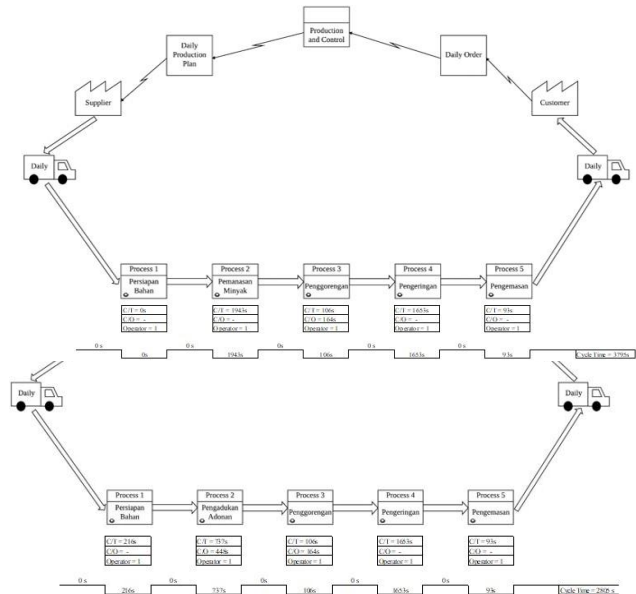 Production
and Control
Daily
Production
Plan
Daily Order
Supplier
Customer
Daily
Daily
Process 1
Persiapan
Bahan
Process 2
Pemanasan
Minyak
Process 3
Penggorengan
Process 4
Pengeringan
Process 5
Pengemasan
C/T = 0s
C/O = -
Operator = 1
C/T = 1943s
C/O = -
Operator = 1
C/T = 106s
C/O = 164s
Operator = 1
C/T = 1653s
C/O = -
Operator = 1
C/T = 93s
C/O = -
Operator = 1
0 s
0 s
0 s
0 s
0 s
0s
1943s
106s
1653s
93s
Cycle Time = 3795s
Daily
Daily
Process 1
Persiapan
Bahan
Process 2
Pengadukan
Adonan
Process 3
Penggorengan
Process 4
Pengeringan
Process 5
Pengemasan
C/T = 216s
C/O = -
Operator = 1
C/T = 737s
C/O = 448s
Operator = 1
C/T = 106s
C/O = 164s
Operator = 1
C/T = 1653s
C/O = -
Operator = 1
C/T = 93s
C/O = -
Operator = 1
0 s
0 s
0 s
0 s
0 s
216s
737s
106s
1653s
93s
Cycle Time = 2805 s